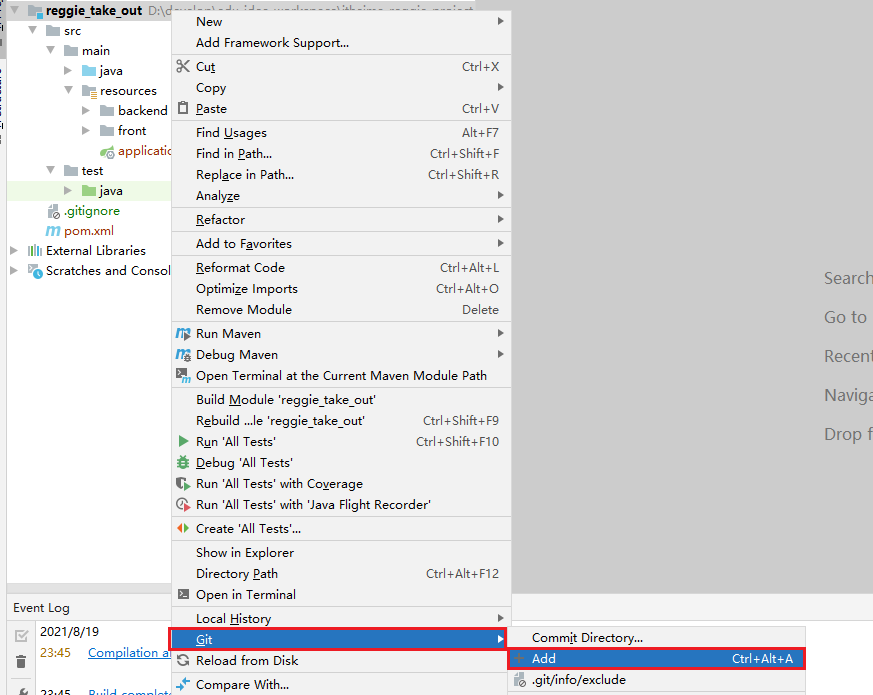 reggie_take_out
src
main
java
resources
backend
front
applicatio
test
java
.gitignore
pom.xml
External Libraries
Scratches and Consol
New
Add Framework Support...
Cut Ctrl+X
Copy
Paste Ctrl+V
Find Usages Alt+F7
Find in Path... Ctrl+Shift+F
Replace in Path... Ctrl+Shift+R
Analyze
Refactor
Add to Favorites
Reformat Code Ctrl+Alt+L
Optimize Imports Ctrl+Alt+O
Remove Module Delete
Run Maven
Debug Maven
Open Terminal at the Current Maven Module Path
Build Module 'reggie_take_out'
Rebuild ...le 'reggie_take_out' Ctrl+Shift+F9
Run 'All Tests' Ctrl+Shift+F10
Debug 'All Tests'
Run 'All Tests' with Coverage
Run 'All Tests' with 'Java Flight Recorder'
Create 'All Tests'...
Show in Explorer
Directory Path Ctrl+Alt+F12
Open in Terminal
Local History
Git
Reload from Disk
Compare With...
Commit Directory...
Add Ctrl+Alt+A
.git/info/exclude
Search
Go to
Recent
Naviga
Drop f
Event Log
2021/8/19
23:45 Compilation a
23:45 Build complet